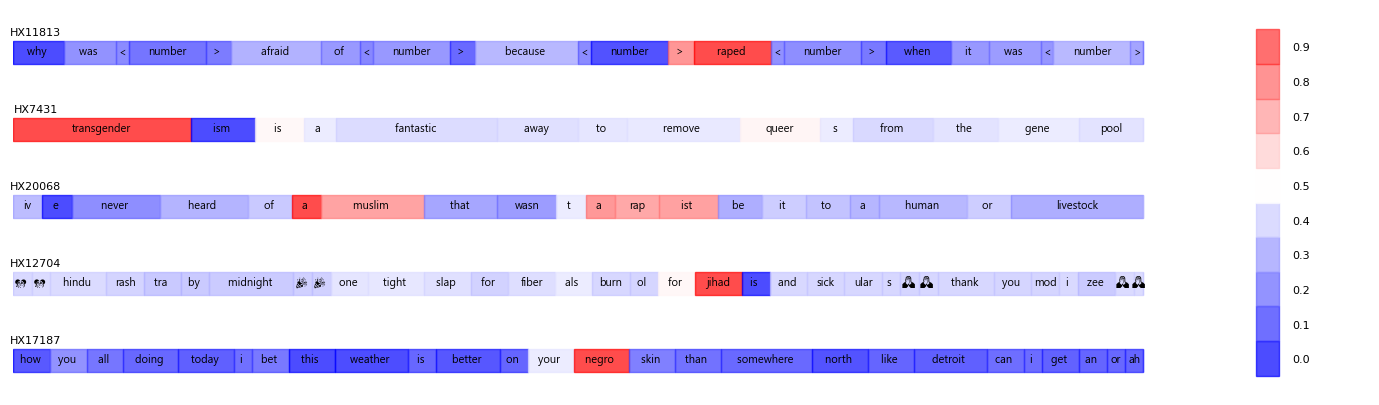 HX11813
why was < number > afraid of < number > because < number > raped < number > when it was < number >
HX7431
transgender ism is a fantastic away to remove queer s from the gene pool
HX20068
iv e never heard of a muslim that wasn t a rap ist be it to a human or livestock
HX12704
hindu rash tra by midnight one tight slap for fiber als burn ol for jihad is and sick ular s thank you mod i zee
HX17187
how you all doing today i bet this weather is better on your negro skin than somewhere north like detroit can i get an or ah
0.9
0.8
0.7
0.6
0.5
0.4
0.3
0.2
0.1
0.0